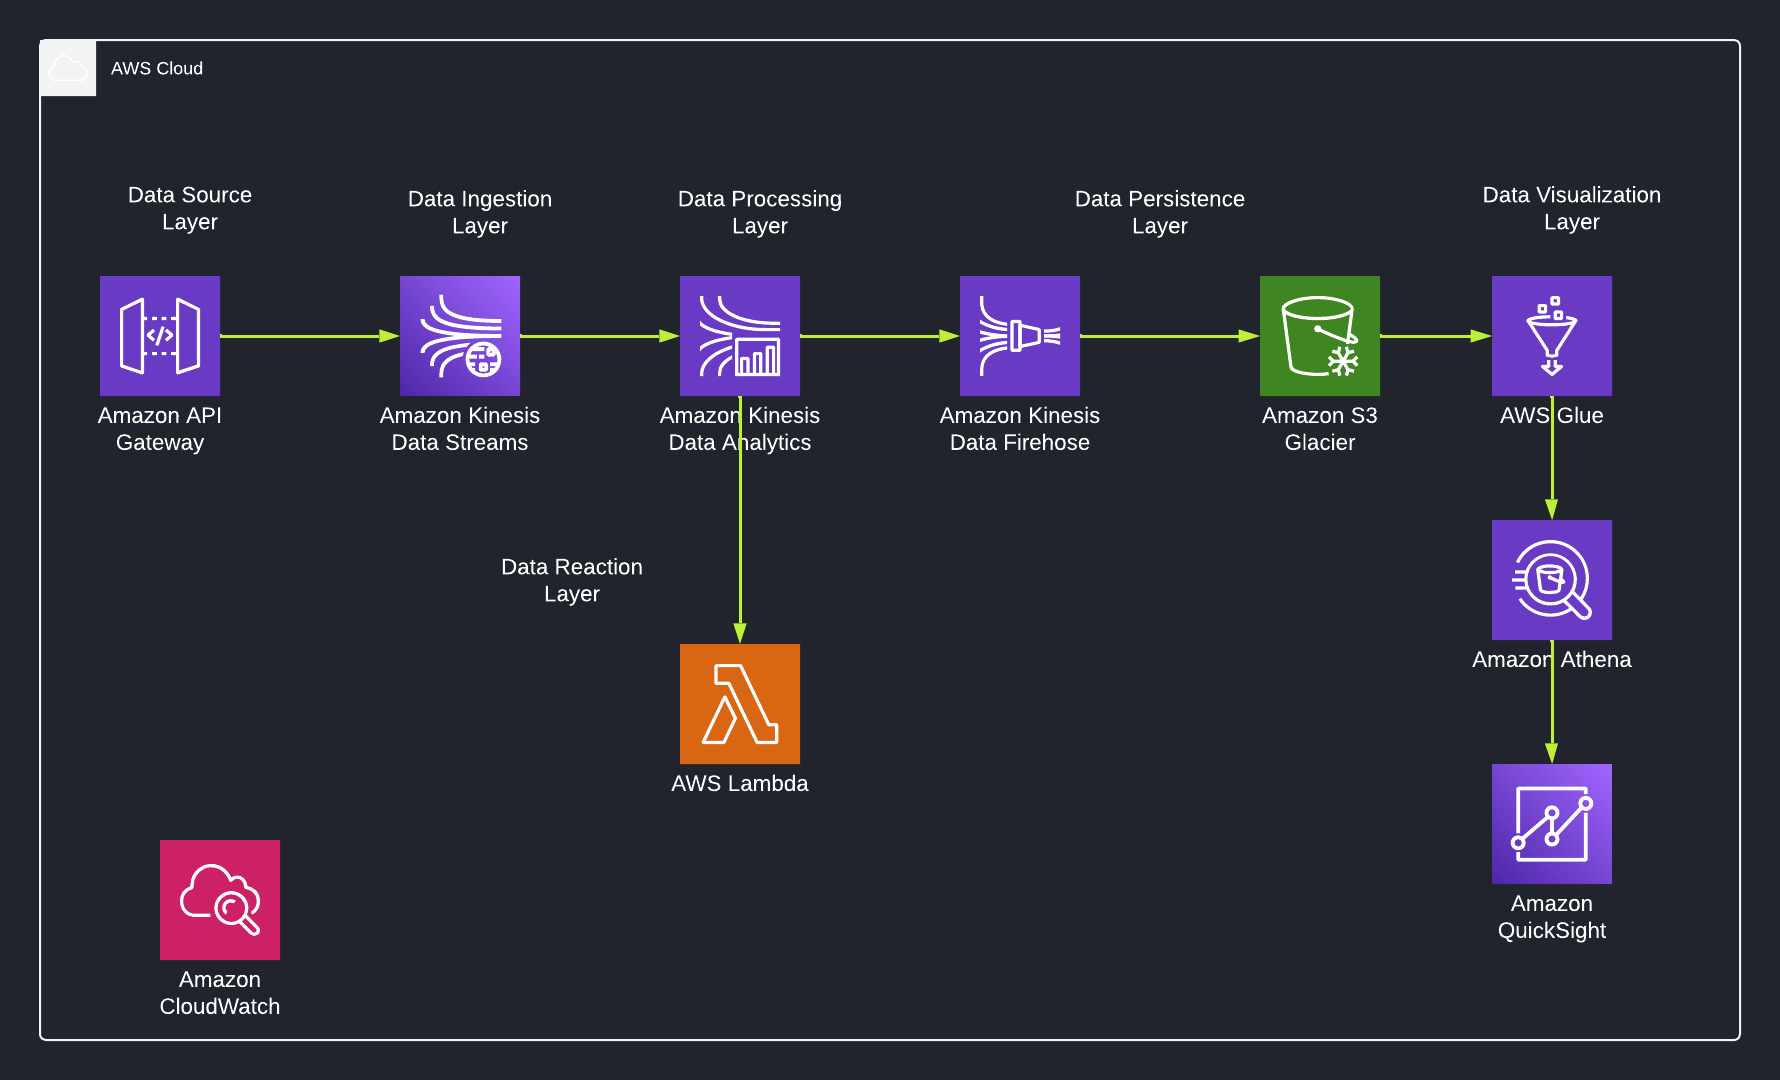 AWS Cloud
Data Source
Layer
Data Ingestion
Layer
Data Processing
Layer
Data Persistence
Layer
Data Visualization
Layer
Amazon API
Gateway
Amazon Kinesis
Data Streams
Amazon Kinesis
Data Analytics
Amazon Kinesis
Data Firehose
Amazon S3
Glacier
AWS Glue
Data Reaction
Layer
Amazon Athena
AWS Lambda
Amazon
QuickSight
Amazon
CloudWatch